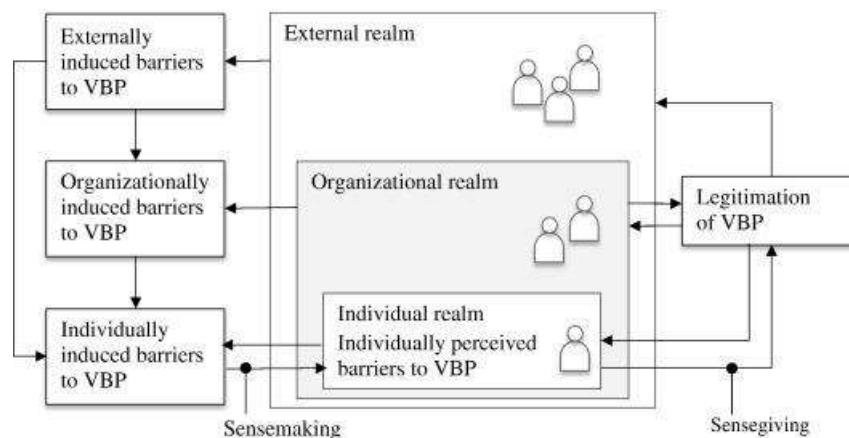 Externally
induced barriers
to VBP
External realm
Organizationally
induced barriers
to VBP
Organizational realm
Legitimation
of VBP
Individually
induced barriers
to VBP
Individual realm
Individually perceived
barriers to VBP
Sensemaking
Sensegiving